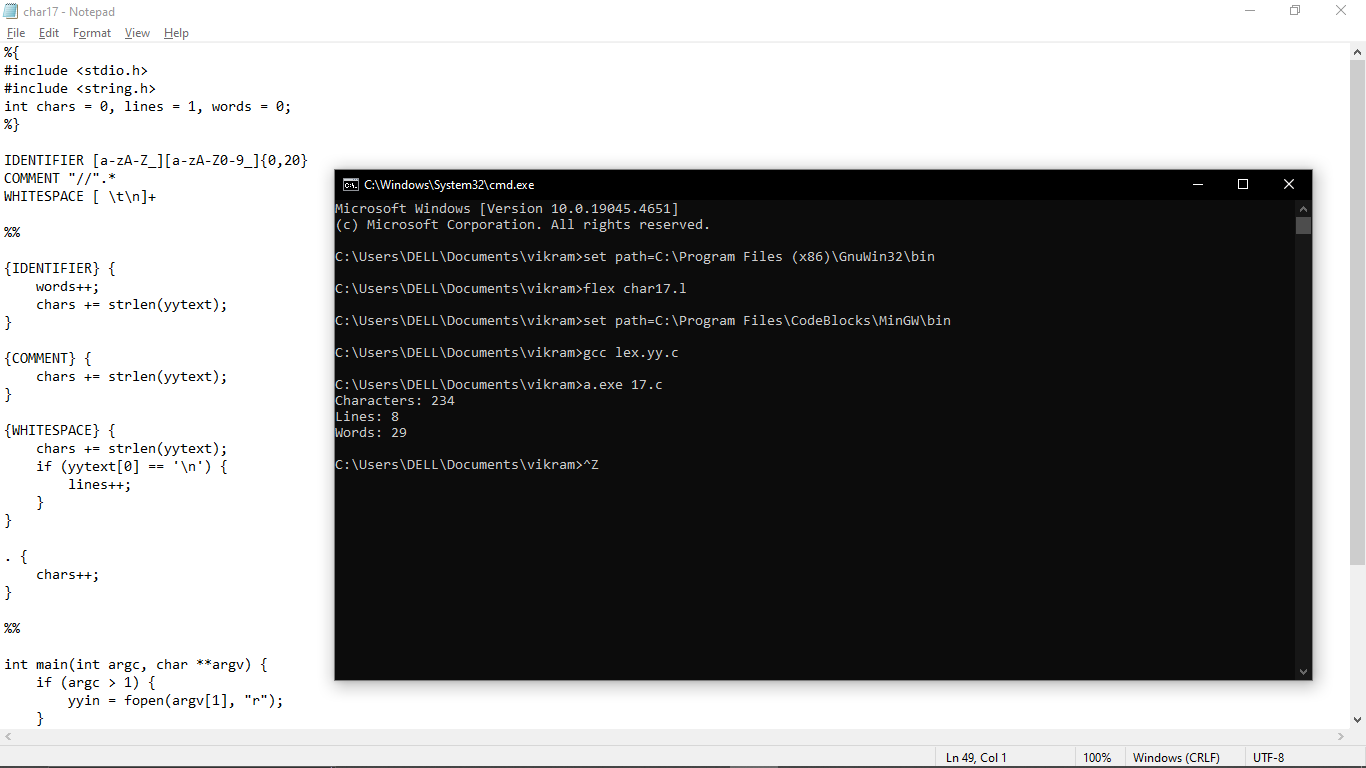 char17 - Notepad
File Edit Format View Help
%{
#include <stdio.h>
#include <string.h>
int chars = 0, lines = 1, words = 0;
%}
IDENTIFIER [a-zA-Z_][a-zA-Z0-9_]{0,20}
COMMENT "//".*
WHITESPACE [ \t\n]+
%%
{IDENTIFIER} {
    words++;
    chars += strlen(yytext);
}
{COMMENT} {
    chars += strlen(yytext);
}
{WHITESPACE} {
    chars += strlen(yytext);
    if (yytext[0] == '\n') {
        lines++;
    }
}
. {
    chars++;
}
%%
int main(int argc, char **argv) {
    if (argc > 1) {
        yyin = fopen(argv[1], "r");
    }
C:\Windows\System32\cmd.exe
Microsoft Windows [Version 10.0.19045.4651]
(c) Microsoft Corporation. All rights reserved.
C:\Users\DELL\Documents\vikram>set path=C:\Program Files (x86)\GnuWin32\bin
C:\Users\DELL\Documents\vikram>flex char17.l
C:\Users\DELL\Documents\vikram>set path=C:\Program Files\CodeBlocks\MinGW\bin
C:\Users\DELL\Documents\vikram>gcc lex.yy.c
C:\Users\DELL\Documents\vikram>a.exe 17.c
Characters: 234
Lines: 8
Words: 29
C:\Users\DELL\Documents\vikram>^Z
Ln 49, Col 1 100% Windows (CRLF) UTF-8